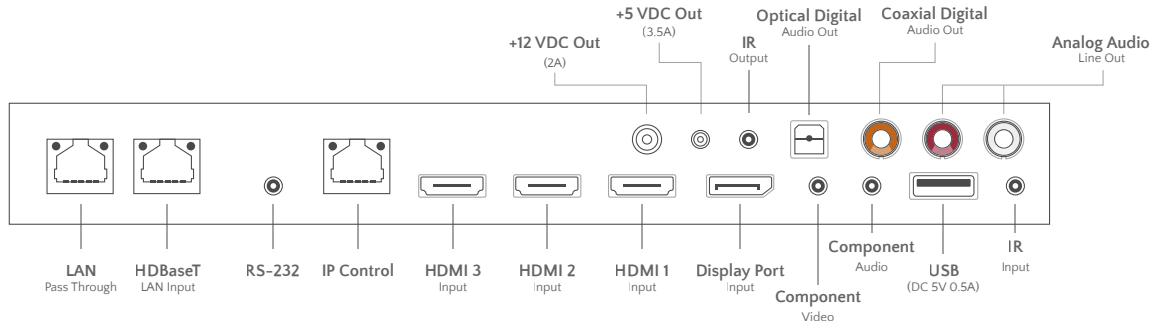 +5 VDC Out
(3.5A)
Optical Digital
Audio Out
Coaxial Digital
Audio Out
+12 VDC Out
(2A)
IR
Output
Analog Audio
Line Out
LAN
Pass Through
HDBaseT
LAN Input
RS-232
IP Control
HDMI 3
Input
HDMI 2
Input
HDMI 1
Input
Display Port
Input
Component
Video
Component
Audio
USB
(DC 5V 0.5A)
IR
Input